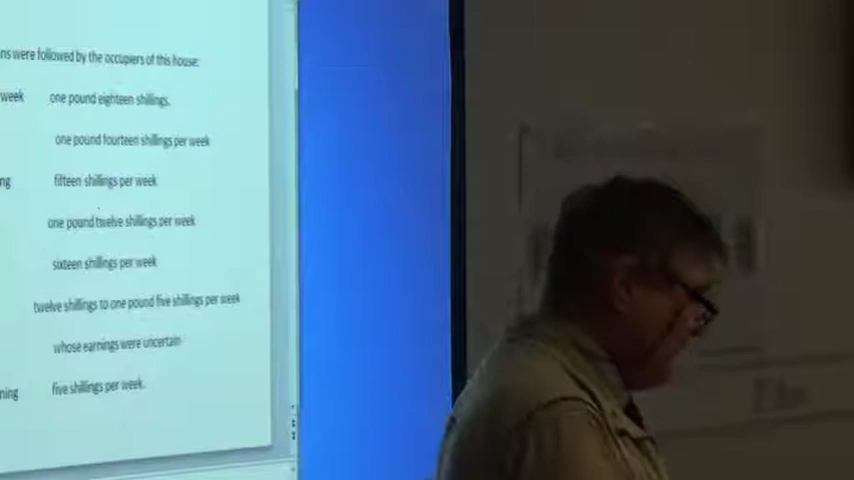 ns were followed by the occupiers of this house:
week one pound eighteen shillings.
one pound fourteen shillings per week
ng fifteen shillings per week
one pound twelve shillings per week
sixteen shillings per week
twelve shillings to one pound five shillings per week
whose earnings were uncertain
ning five shillings per week.